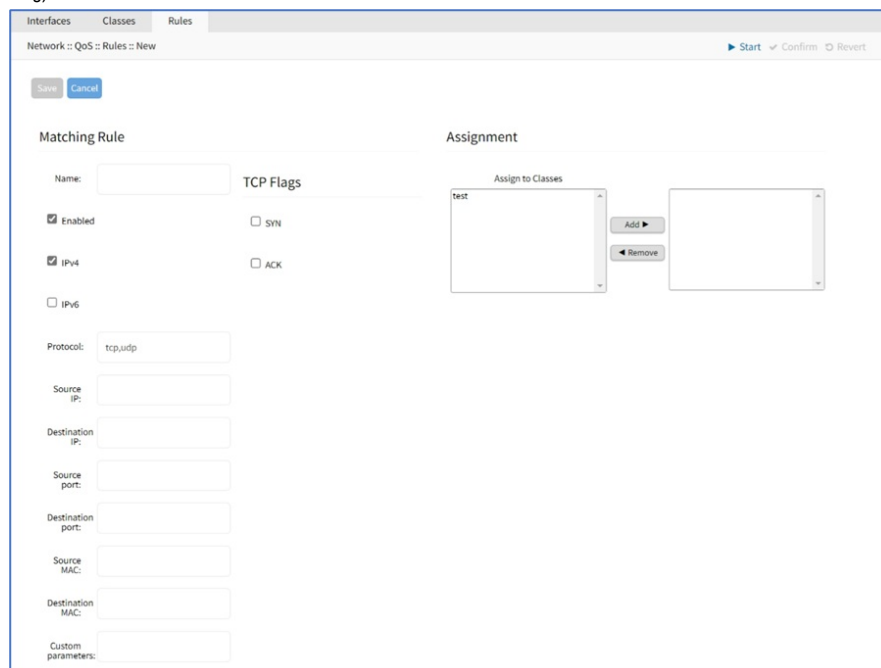 Interfaces Classes Rules
Network :: QoS :: Rules :: New
Start Confirm Revert
Save Cancel
Matching Rule
Name:
Enabled
IPv4
IPv6
Protocol: tcp,udp
Source
IP:
Destination
IP:
Source
port:
Destination
port:
Source
MAC:
Destination
MAC:
Custom
parameters:
TCP Flags
SYN
ACK
Assignment
Assign to Classes
test
Add
Remove